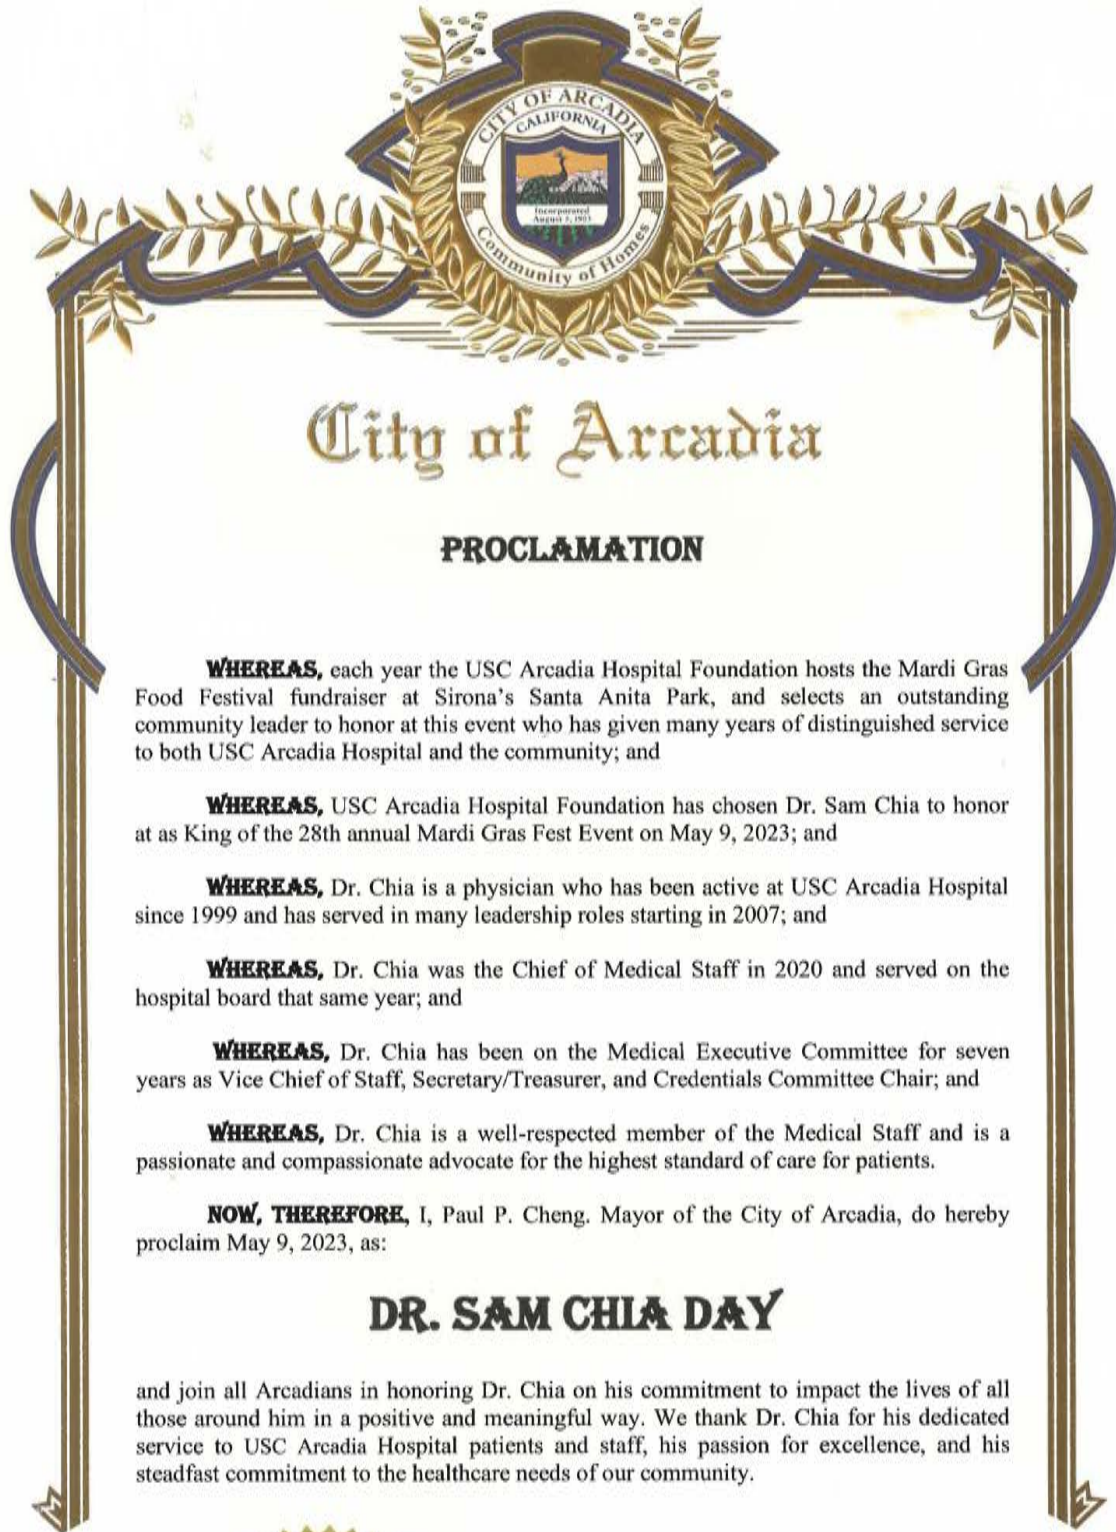 CITY OF ARCADIA
CALIFORNIA
Incorporated
August 5, 1903
Community of Homes
City of Arcadia
PROCLAMATION
WHEREAS, each year the USC Arcadia Hospital Foundation hosts the Mardi Gras
Food Festival fundraiser at Sirona's Santa Anita Park, and selects an outstanding
community leader to honor at this event who has given many years of distinguished service
to both USC Arcadia Hospital and the community; and
WHEREAS, USC Arcadia Hospital Foundation has chosen Dr. Sam Chia to honor
at as King of the 28th annual Mardi Gras Fest Event on May 9, 2023; and
WHEREAS, Dr. Chia is a physician who has been active at USC Arcadia Hospital
since 1999 and has served in many leadership roles starting in 2007; and
WHEREAS, Dr. Chia was the Chief of Medical Staff in 2020 and served on the
hospital board that same year; and
WHEREAS, Dr. Chia has been on the Medical Executive Committee for seven
years as Vice Chief of Staff, Secretary/Treasurer, and Credentials Committee Chair; and
WHEREAS, Dr. Chia is a well-respected member of the Medical Staff and is a
passionate and compassionate advocate for the highest standard of care for patients.
NOW, THEREFORE, I, Paul P. Cheng. Mayor of the City of Arcadia, do hereby
proclaim May 9, 2023, as:
DR. SAM CHIA DAY
and join all Arcadians in honoring Dr. Chia on his commitment to impact the lives of all
those around him in a positive and meaningful way. We thank Dr. Chia for his dedicated
service to USC Arcadia Hospital patients and staff, his passion for excellence, and his
steadfast commitment to the healthcare needs of our community.